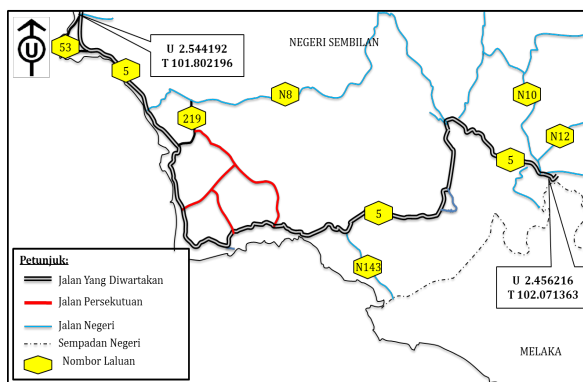 U
53
5
U 2.544192
T 101.802196
NEGERI SEMBILAN
N8
219
N10
N12
5
5
N143
U 2.456216
T 102.071363
MELAKA
Petunjuk:
Jalan Yang Diwartakan
Jalan Persekutuan
Jalan Negeri
Sempadan Negeri
Nombor Laluan